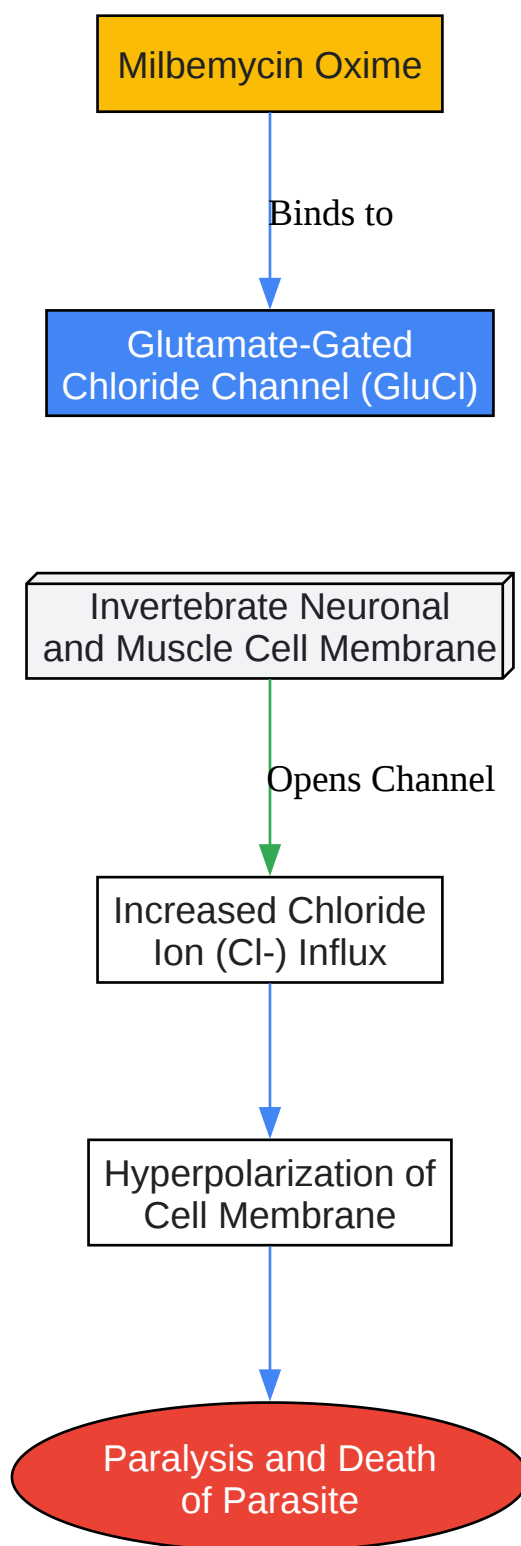 Milbemycin Oxime
Binds to
Glutamate-Gated
Chloride Channel (GluCl)
Invertebrate Neuronal
and Muscle Cell Membrane
Opens Channel
Increased Chloride
Ion (Cl-) Influx
Hyperpolarization of
Cell Membrane
Paralysis and Death
of Parasite